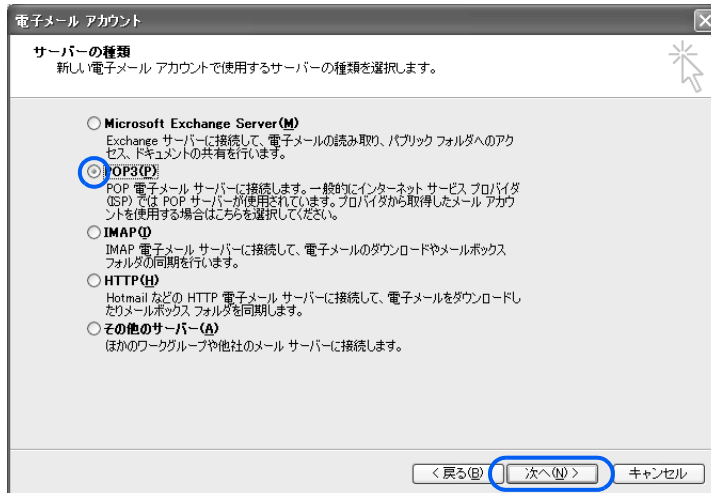 電子メール アカウント
サーバーの種類
新しい電子メール アカウントで使用するサーバーの種類を選択します。
Microsoft Exchange Server(M)
Exchange サーバーに接続して、電子メールの読み取り、パブリック フォルダへのアク
セス、ドキュメントの共有を行います。
POP3(P)
POP 電子メール サーバーに接続します。一般的にインターネット サービス プロバイダ
(ISP) では POP サーバーが使用されています。プロバイダから取得したメール アカウ
ントを使用する場合はこちらを選択してください。
IMAP(I)
IMAP 電子メール サーバーに接続して、電子メールのダウンロードやメールボックス
フォルダの同期を行います。
HTTP(H)
Hotmail などの HTTP 電子メール サーバーに接続して、電子メールをダウンロードし
たりメールボックス フォルダを同期します。
その他のサーバー(A)
ほかのワークグループや他社のメール サーバーに接続します。
< 戻る(B) 次へ(N) > キャンセル